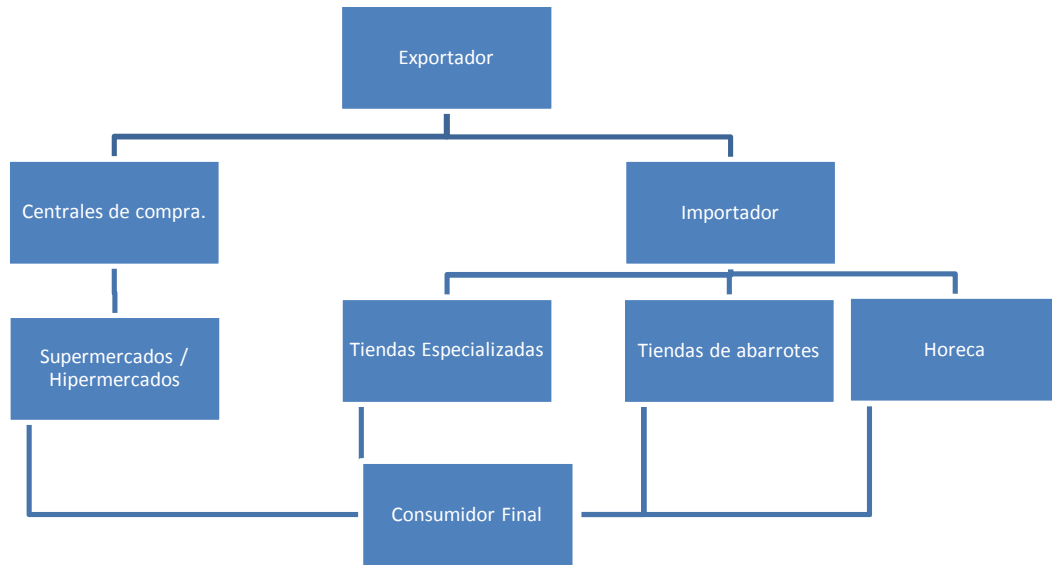 Exportador
Centrales de compra.
Importador
Supermercados /
Hipermercados
Tiendas Especializadas
Tiendas de abarrotes
Horeca
Consumidor Final